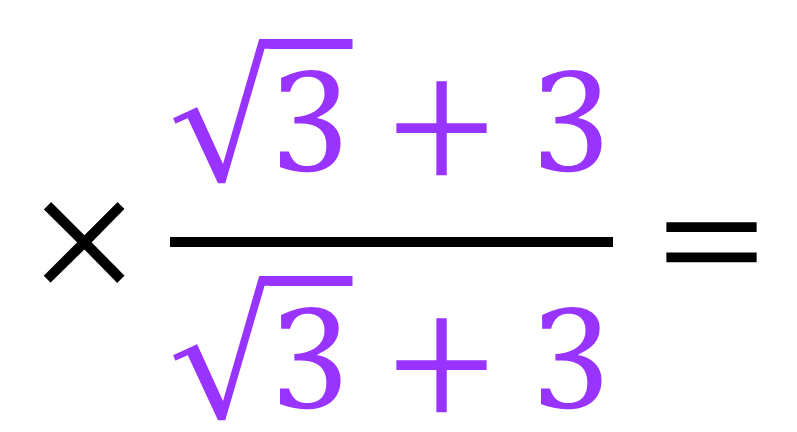 × (√3 + 3)/(√3 + 3) =